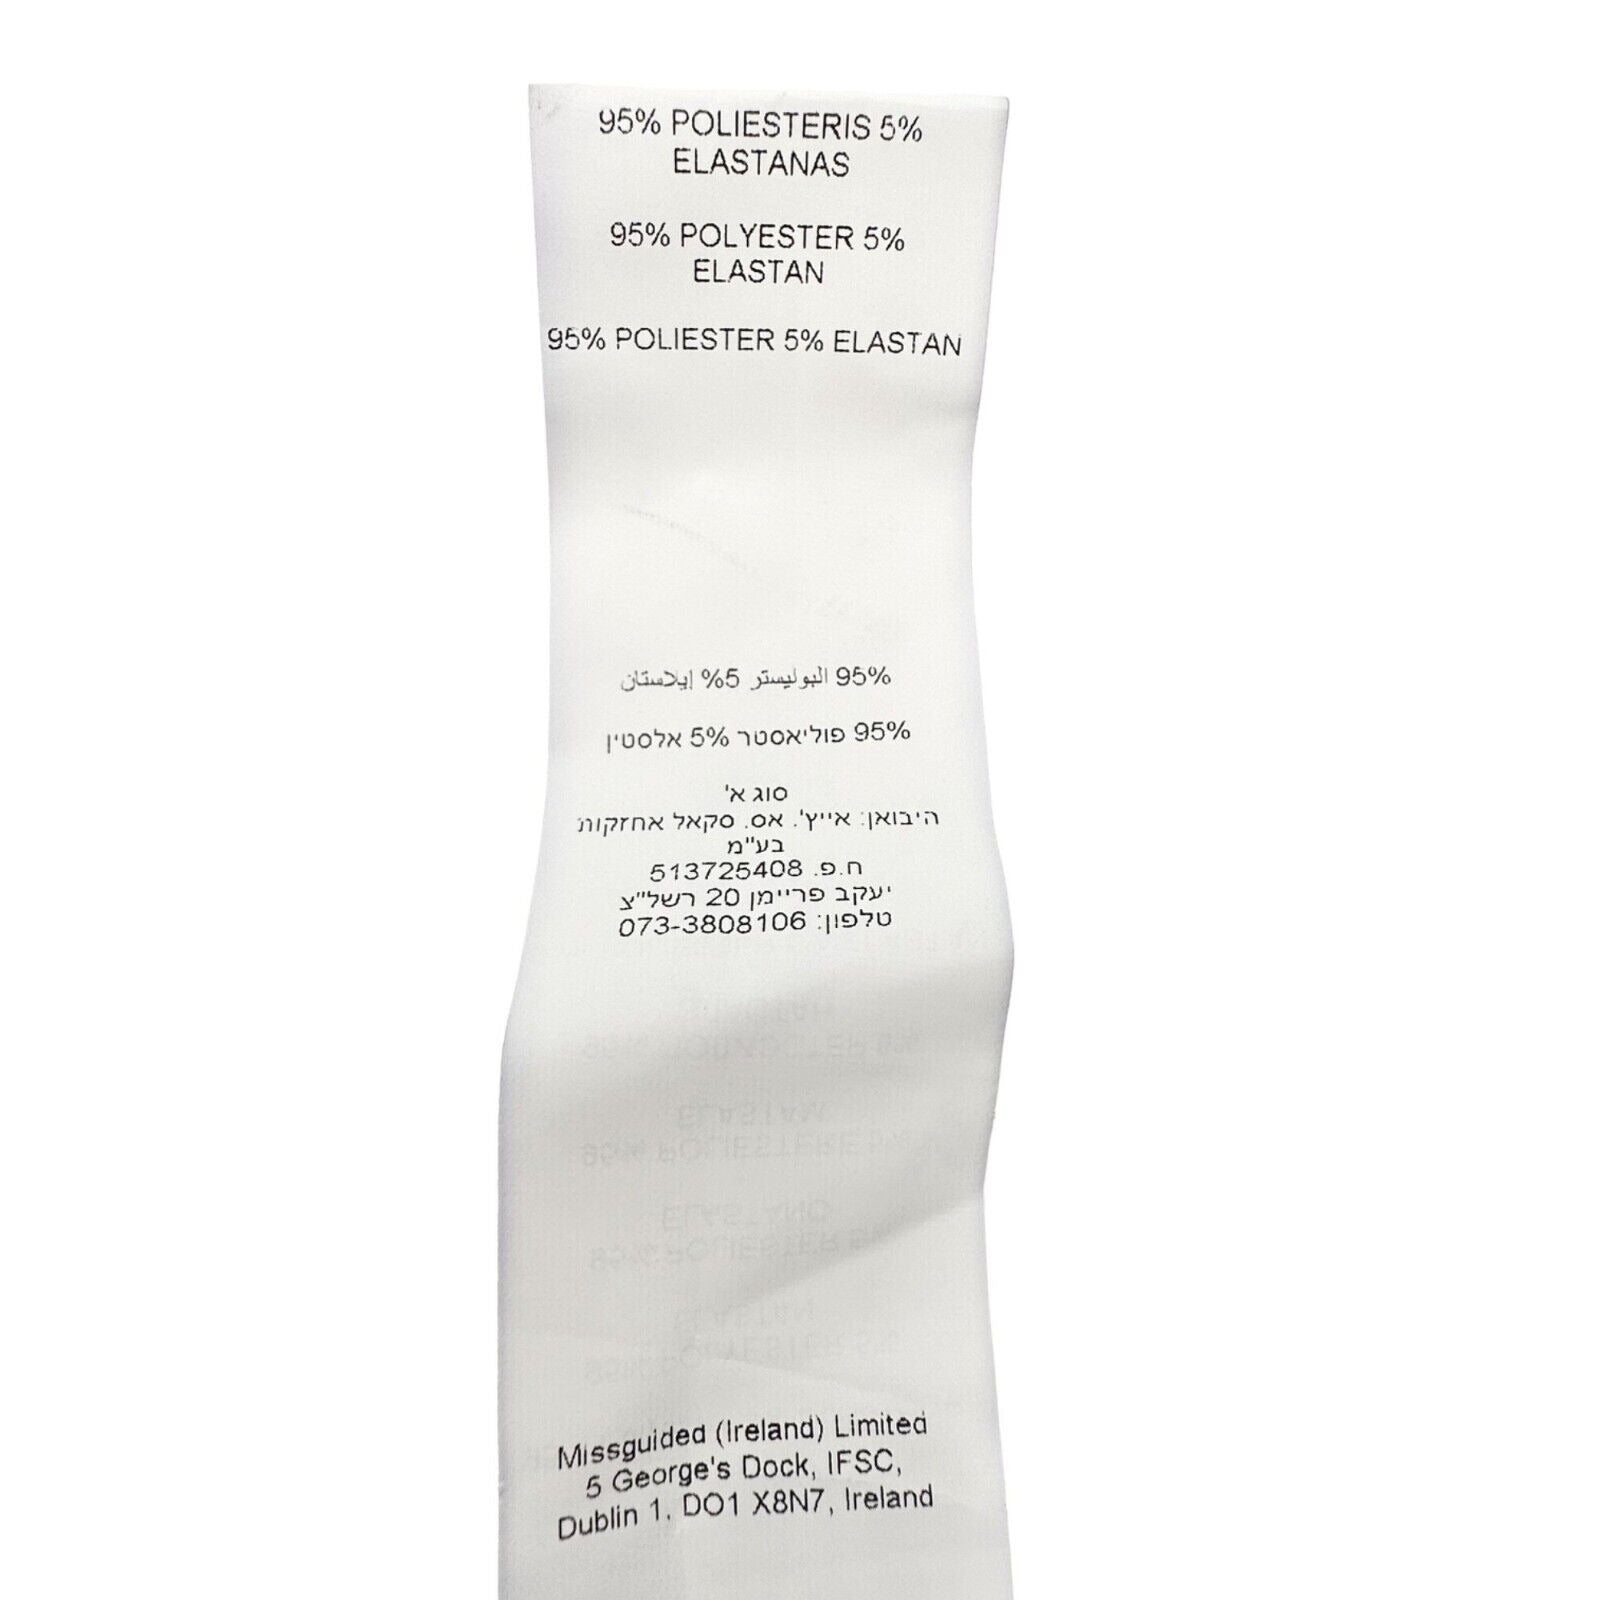 95% POLIESTERIS 5%
ELASTANAS
95% POLYESTER 5%
ELASTAN
95% POLIESTER 5% ELASTAN
95% البوليستر 5% إيلاستان
95% פוליאסטר 5% אלסטין
סוג א'
היבואן: אייץ'. אס. סקאל אחזקות
בע"מ
ח.פ. 513725408
יעקב פריימן 20 רשל"צ
טלפון: 073-3808106
Missguided (Ireland) Limited
5 George's Dock, IFSC,
Dublin 1, DO1 X8N7, Ireland